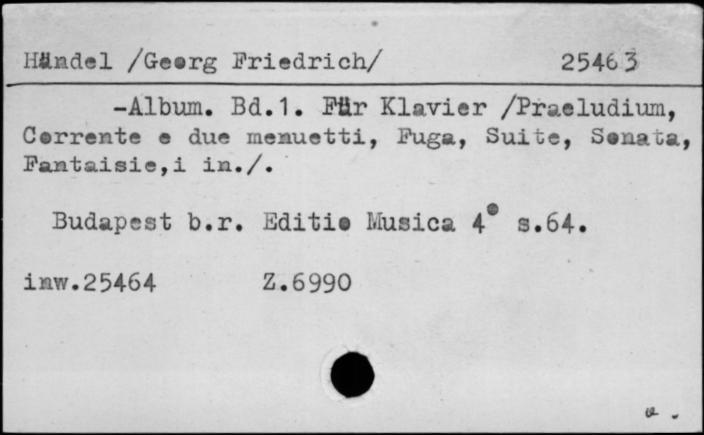 Händel /Georg Friedrich/ 25463
-Album. Bd.1. Für Klavier /Praeludium,
Corrente e due menuetti, Fuga, Suite, Sonata,
Fantaisie,i in./.
Budapest b.r. Editio Musica 4° s.64.
inw.25464 Z.6990